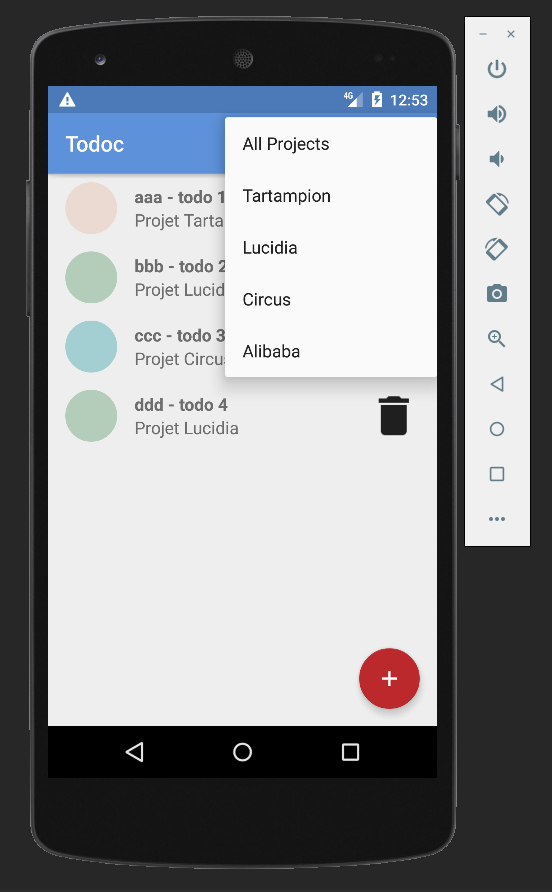 4G 12:53
Todoc
All Projects
Tartampion
Lucidia
Circus
Alibaba
aaa - todo 1
Projet Tarta
bbb - todo 2
Projet Lucid
ccc - todo 3
Projet Circu
ddd - todo 4
Projet Lucidia